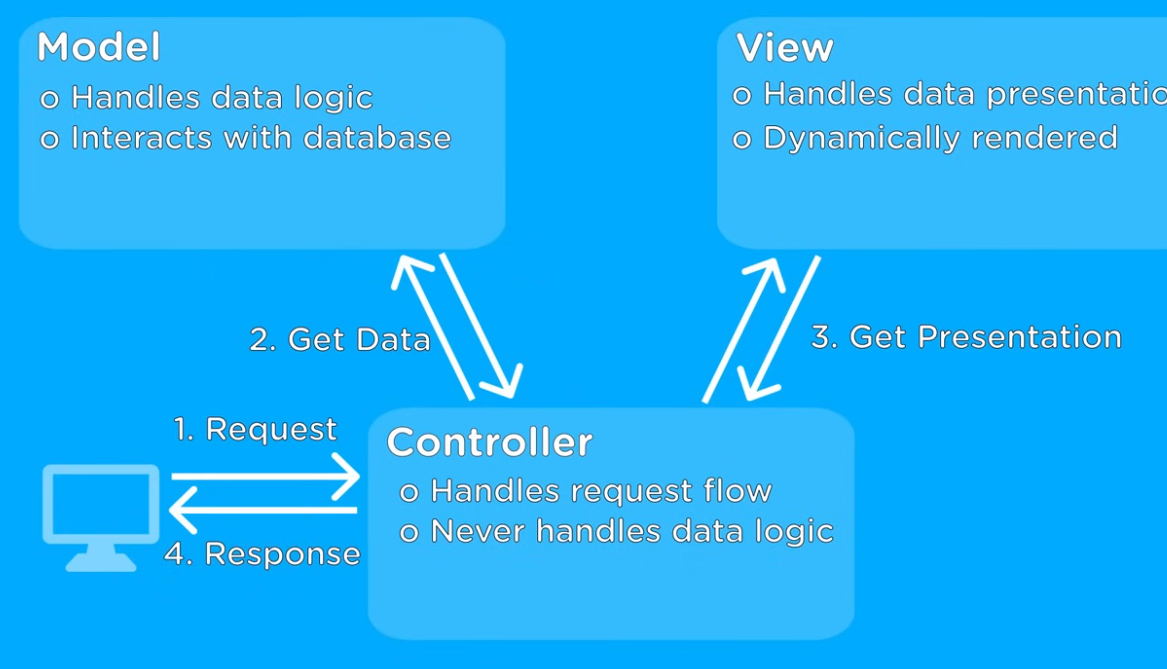 Model
o Handles data logic
o Interacts with database
View
o Handles data presentatio
o Dynamically rendered
2. Get Data
3. Get Presentation
1. Request
4. Response
Controller
o Handles request flow
o Never handles data logic